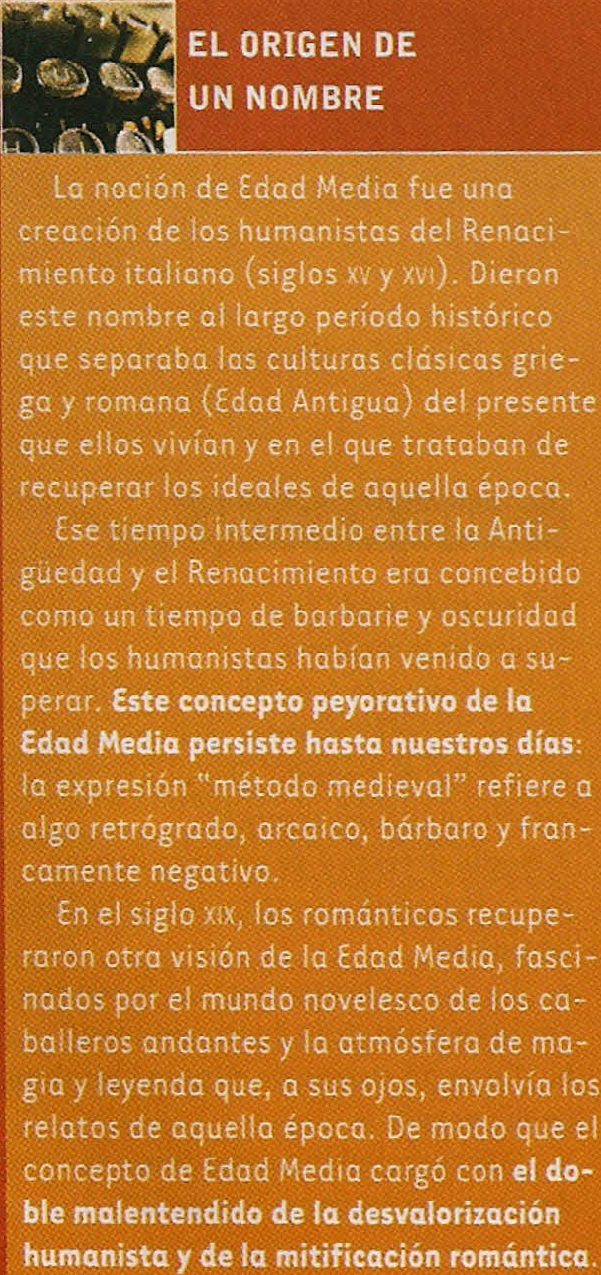 EL ORIGEN DE
UN NOMBRE
La noción de Edad Media fue una
creación de los humanistas del Renaci-
miento italiano (siglos XV y XVI). Dieron
este nombre al largo período histórico
que separaba las culturas clásicas grie-
ga y romana (Edad Antigua) del presente
que ellos vivían y en el que trataban de
recuperar los ideales de aquella época.
Ese tiempo intermedio entre la Anti-
güedad y el Renacimiento era concebido
como un tiempo de barbarie y oscuridad
que los humanistas habían venido a su-
perar. Este concepto peyorativo de la
Edad Media persiste hasta nuestros días:
la expresión "método medieval" refiere a
algo retrógrado, arcaico, bárbaro y fran-
camente negativo.
En el siglo XIX, los románticos recupe-
raron otra visión de la Edad Media, fasci-
nados por el mundo novelesco de los ca-
balleros andantes y la atmósfera de ma-
gia y leyenda que, a sus ojos, envolvía los
relatos de aquella época. De modo que el
concepto de Edad Media cargó con el do-
ble malentendido de la desvalorización
humanista y de la mitificación romántica.